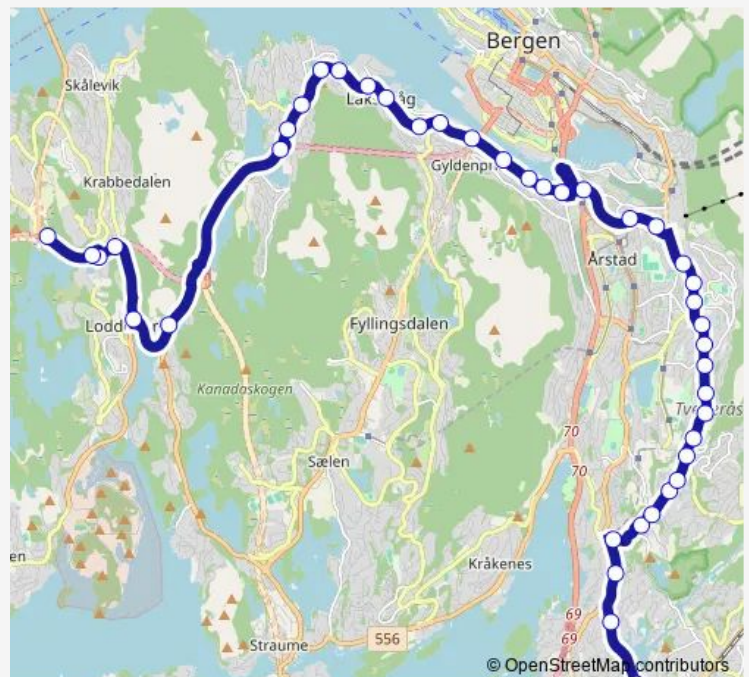 Bergen
Skålevik
Gyldenpr
Krabbedalen
Årstad
Fyllingsdalen
Kanadaskogen
70
Sælen
70
en
Kråkenes
69
556
69
Straume
© OpenStreetMap contributors